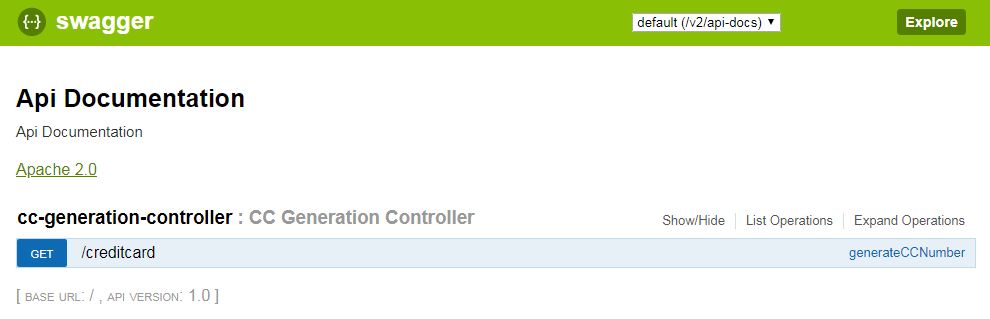 {··} swagger default (/v2/api-docs) ▼ Explore
Api Documentation
Api Documentation
Apache 2.0
cc-generation-controller : CC Generation Controller Show/Hide List Operations Expand Operations
GET /creditcard generateCCNumber
[ BASE URL: / , API VERSION: 1.0 ]